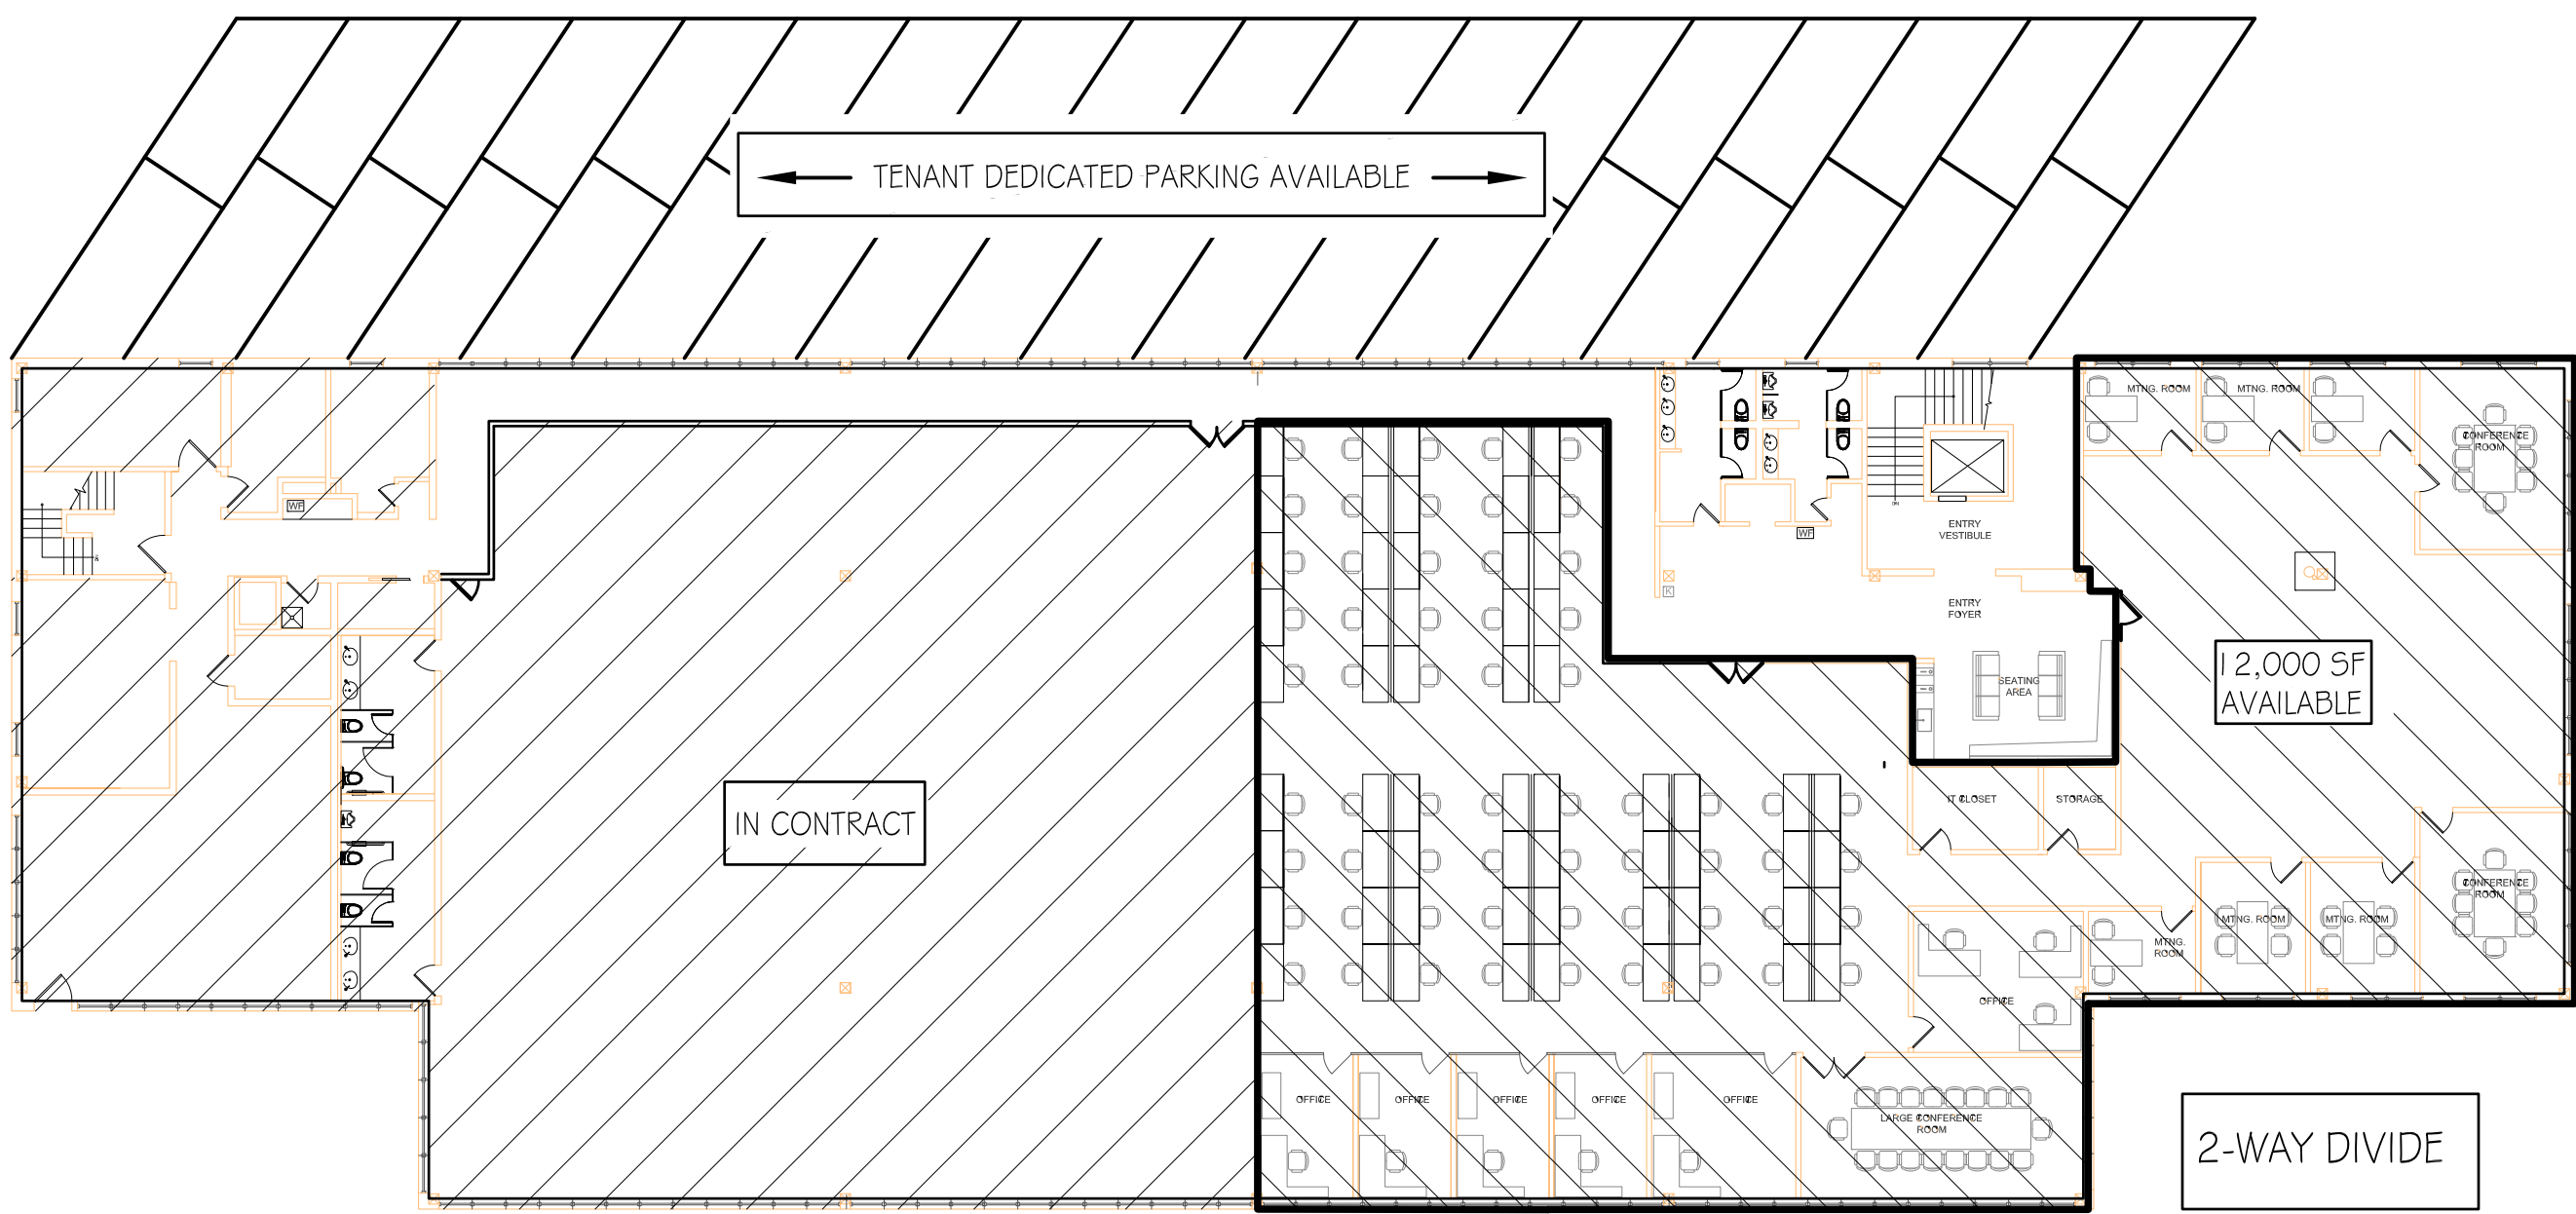 TENANT DEDICATED PARKING AVAILABLE
MTNG. ROOM
MTNG. ROOM
CONFERENCE
ROOM
WF
WF
DN
ENTRY
VESTIBULE
K
ENTRY
FOYER
SEATING
AREA
12,000 SF
AVAILABLE
IN CONTRACT
IT CLOSET
STORAGE
CONFERENCE
ROOM
MTNG. ROOM
MTNG. ROOM
MTNG.
ROOM
OFFICE
OFFICE
OFFICE
OFFICE
OFFICE
OFFICE
LARGE CONFERENCE
ROOM
2-WAY DIVIDE